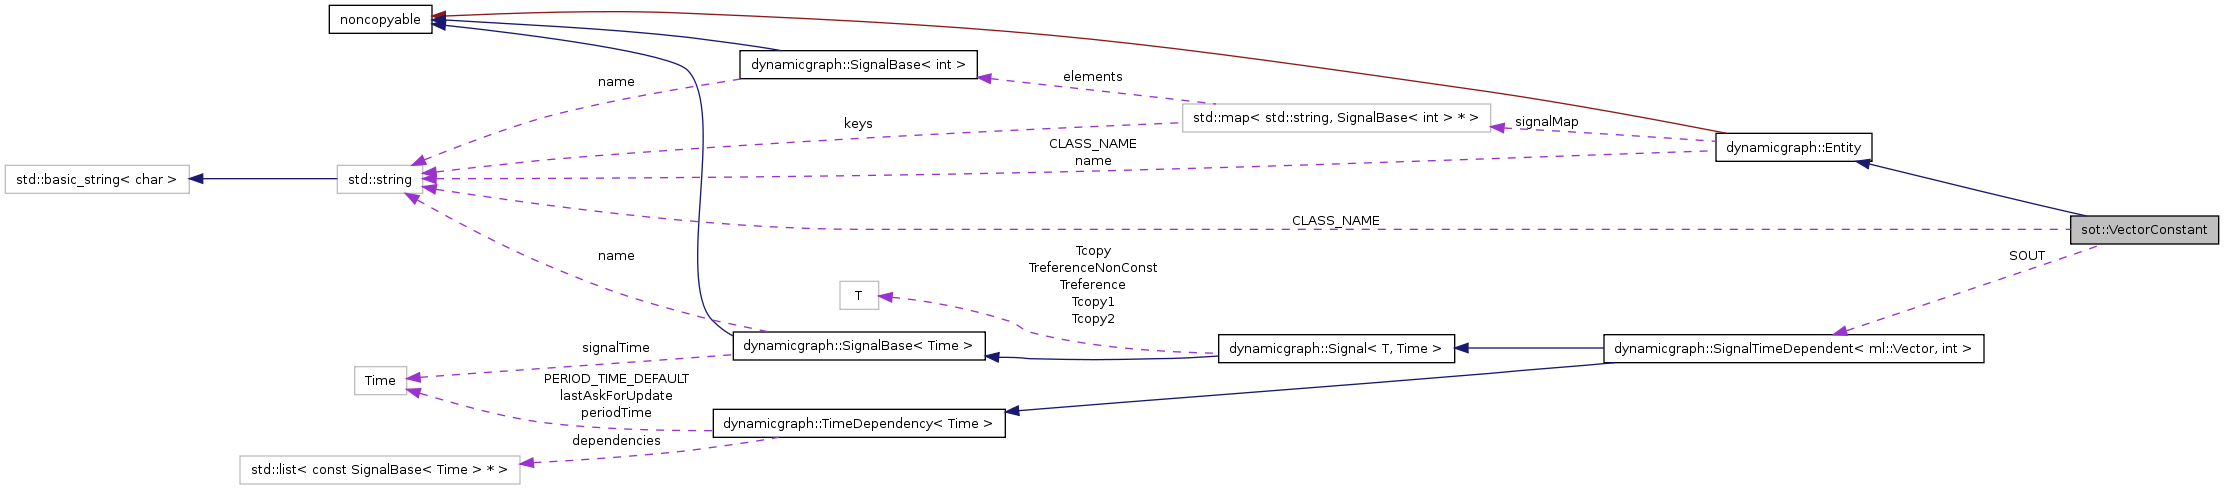 noncopyable
dynamicgraph::SignalBase< int >
name
elements
std::map< std::string, SignalBase< int > * >
signalMap
keys
CLASS_NAME
name
dynamicgraph::Entity
std::basic_string< char >
std::string
CLASS_NAME
sot::VectorConstant
name
Tcopy
TreferenceNonConst
Treference
Tcopy1
Tcopy2
SOUT
T
signalTime
dynamicgraph::SignalBase< Time >
dynamicgraph::Signal< T, Time >
dynamicgraph::SignalTimeDependent< ml::Vector, int >
Time
PERIOD_TIME_DEFAULT
lastAskForUpdate
periodTime
dynamicgraph::TimeDependency< Time >
dependencies
std::list< const SignalBase< Time > * >